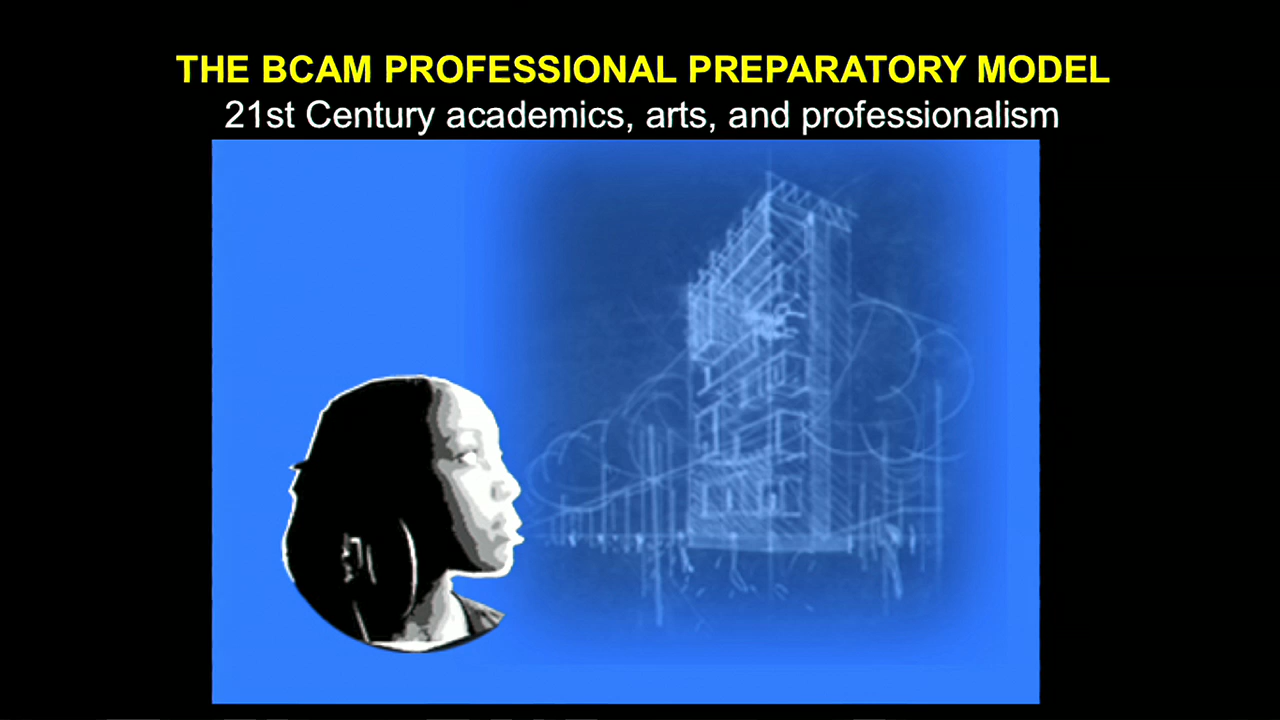 THE BCAM PROFESSIONAL PREPARATORY MODEL
21st Century academics, arts, and professionalism